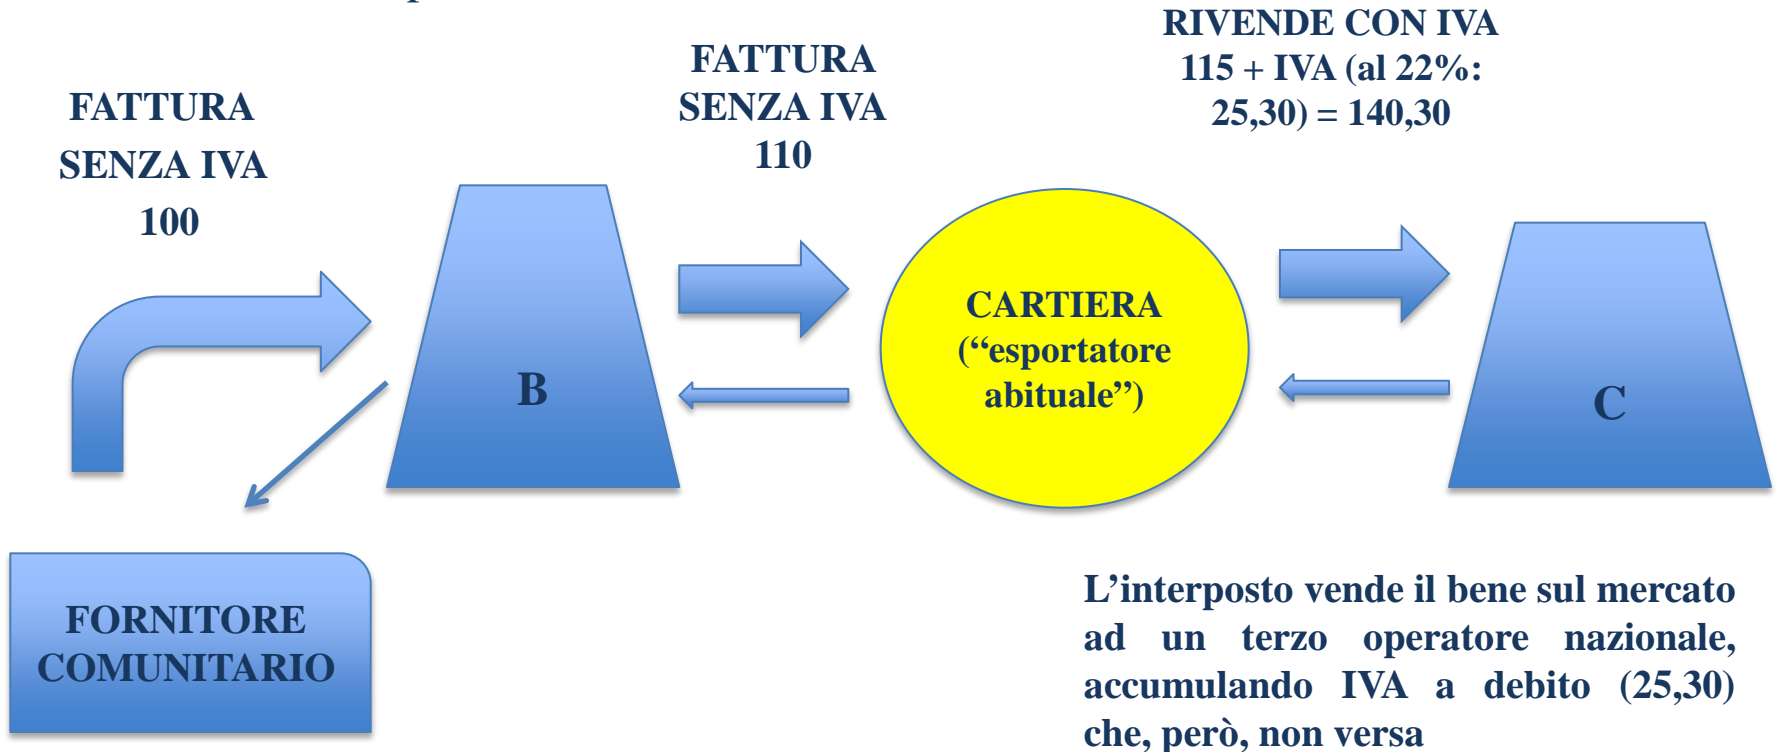 FATTURA
SENZA IVA
100
FATTURA
SENZA IVA
110
RIVENDE CON IVA
115 + IVA (al 22%:
25,30) = 140,30
B
CARTIERA
(“esportatore
abituale”)
C
FORNITORE
COMUNITARIO
L’interposto vende il bene sul mercato
ad un terzo operatore nazionale,
accumulando IVA a debito (25,30)
che, però, non versa